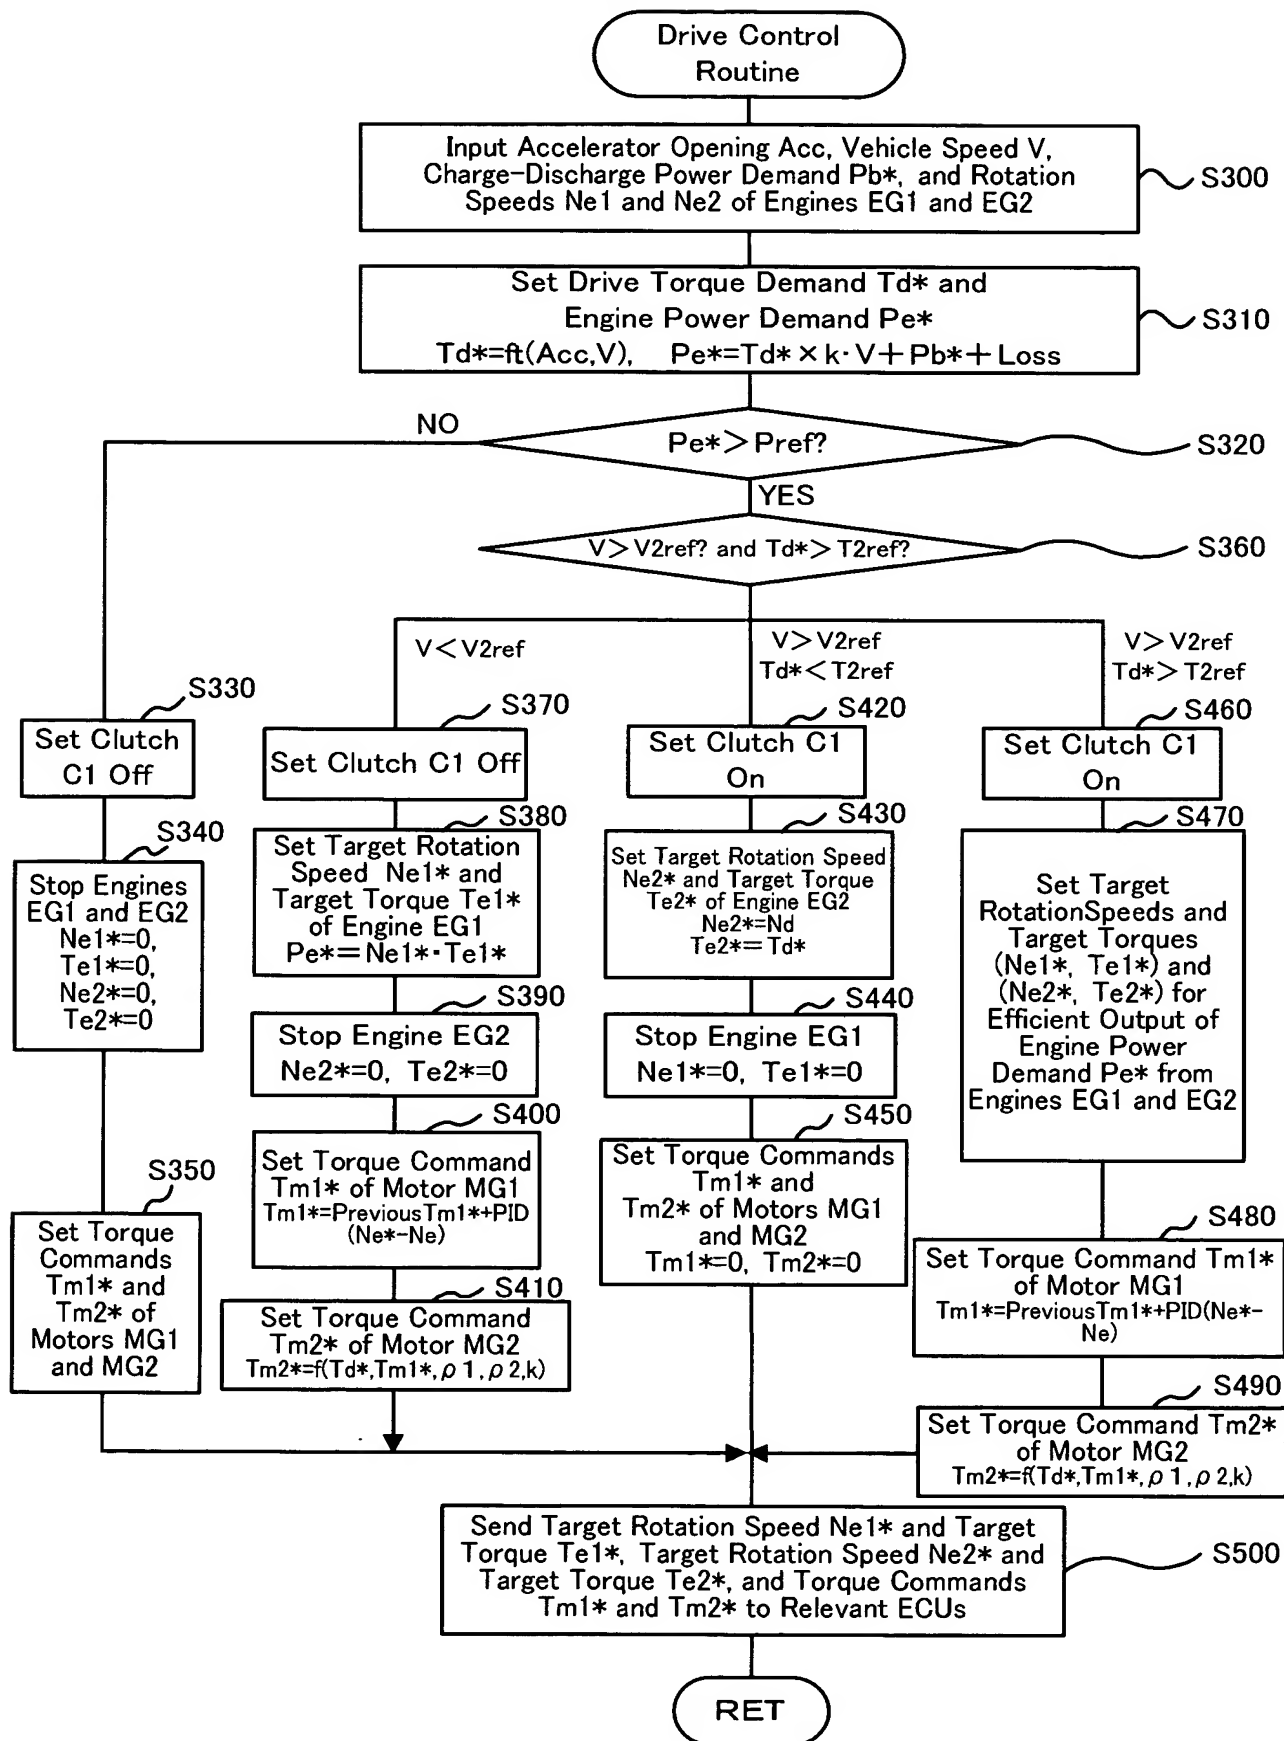 Drive Control
Routine
Input Accelerator Opening Acc, Vehicle Speed V,
Charge-Discharge Power Demand Pb*, and Rotation
Speeds Ne1 and Ne2 of Engines EG1 and EG2
S300
Set Drive Torque Demand Td* and
Engine Power Demand Pe*
Td*=ft(Acc,V), Pe*=Td* × k·V+Pb*+Loss
S310
NO
Pe*>Pref?
S320
YES
V>V2ref? and Td*>T2ref?
S360
V<V2ref
V>V2ref
Td*<T2ref
V>V2ref
Td*>T2ref
S330
Set Clutch
C1 Off
S340
Stop Engines
EG1 and EG2
Ne1*=0,
Te1*=0,
Ne2*=0,
Te2*=0
S350
Set Torque
Commands
Tm1* and
Tm2* of
Motors MG1
and MG2
S370
Set Clutch C1 Off
S380
Set Target Rotation
Speed Ne1* and
Target Torque Te1*
of Engine EG1
Pe*=Ne1*·Te1*
S390
Stop Engine EG2
Ne2*=0, Te2*=0
S400
Set Torque Command
Tm1* of Motor MG1
Tm1*=PreviousTm1*+PID
(Ne*-Ne)
S410
Set Torque Command
Tm2* of Motor MG2
Tm2*=f(Td*,Tm1*,ρ1,ρ2,k)
S420
Set Clutch C1
On
S430
Set Target Rotation Speed
Ne2* and Target Torque
Te2* of Engine EG2
Ne2*=Nd
Te2*=Td*
S440
Stop Engine EG1
Ne1*=0, Te1*=0
S450
Set Torque Commands
Tm1* and
Tm2* of Motors MG1
and MG2
Tm1*=0, Tm2*=0
S460
Set Clutch C1
On
S470
Set Target
RotationSpeeds and
Target Torques
(Ne1*, Te1*) and
(Ne2*, Te2*) for
Efficient Output of
Engine Power
Demand Pe* from
Engines EG1 and EG2
S480
Set Torque Command Tm1*
of Motor MG1
Tm1*=PreviousTm1*+PID(Ne*-
Ne)
S490
Set Torque Command Tm2*
of Motor MG2
Tm2*=f(Td*,Tm1*,ρ1,ρ2,k)
Send Target Rotation Speed Ne1* and Target
Torque Te1*, Target Rotation Speed Ne2* and
Target Torque Te2*, and Torque Commands
Tm1* and Tm2* to Relevant ECUs
S500
RET